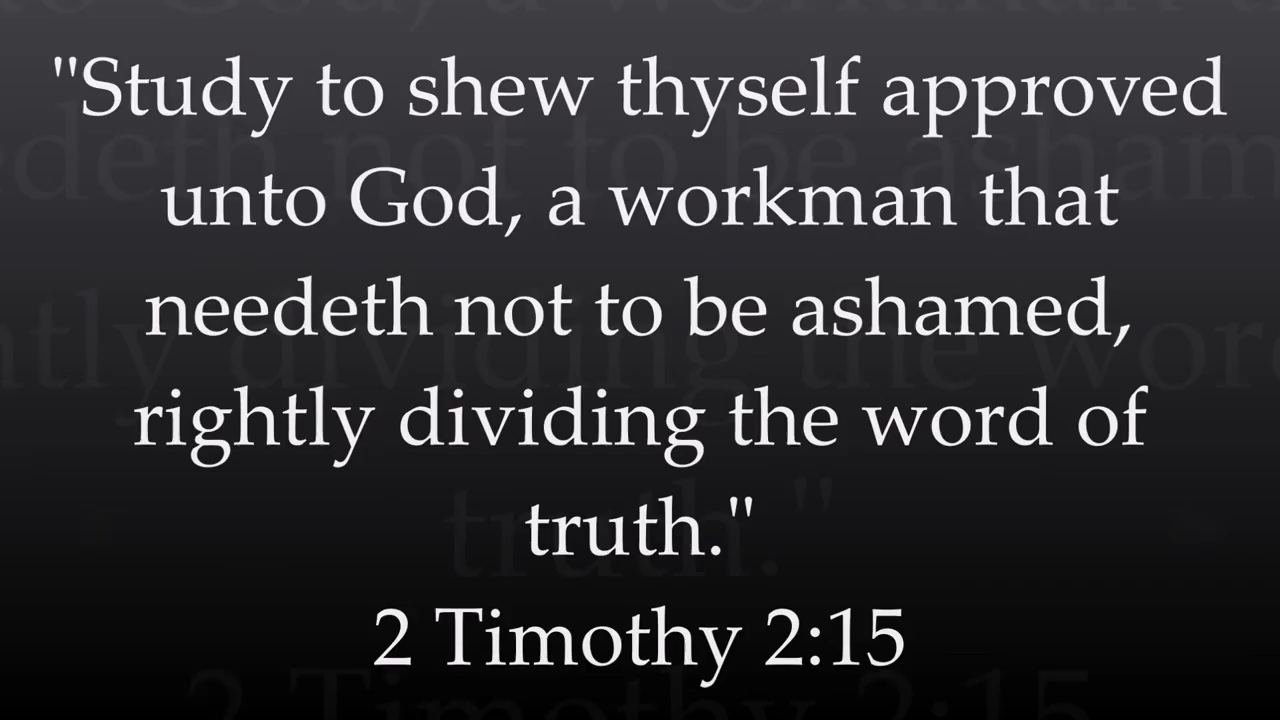 "Study to shew thyself approved
unto God, a workman that
needeth not to be ashamed,
rightly dividing the word of
truth."
2 Timothy 2:15